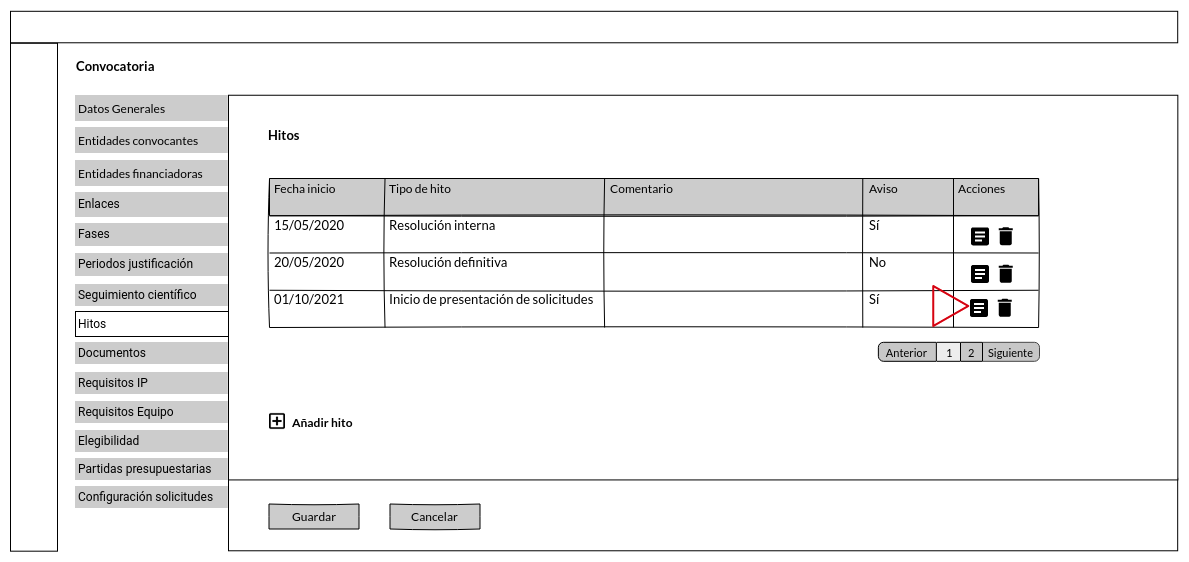 Convocatoria
Datos Generales
Entidades convocantes
Entidades financiadoras
Enlaces
Fases
Periodos justificación
Seguimiento científico
Hitos
Documentos
Requisitos IP
Requisitos Equipo
Elegibilidad
Partidas presupuestarias
Configuración solicitudes
Hitos
Fecha inicio Tipo de hito Comentario Aviso Acciones
15/05/2020 Resolución interna Sí
20/05/2020 Resolución definitiva No
01/10/2021 Inicio de presentación de solicitudes Sí
Anterior 1 2 Siguiente
Añadir hito
Guardar Cancelar